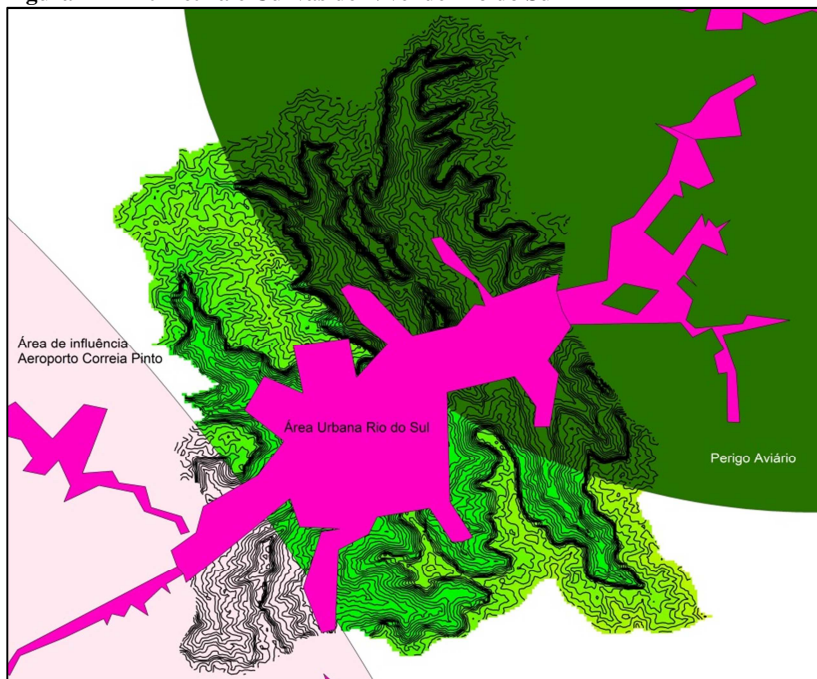 Área de influência
Aeroporto Correia Pinto
Área Urbana Rio do Sul
Perigo Aviário